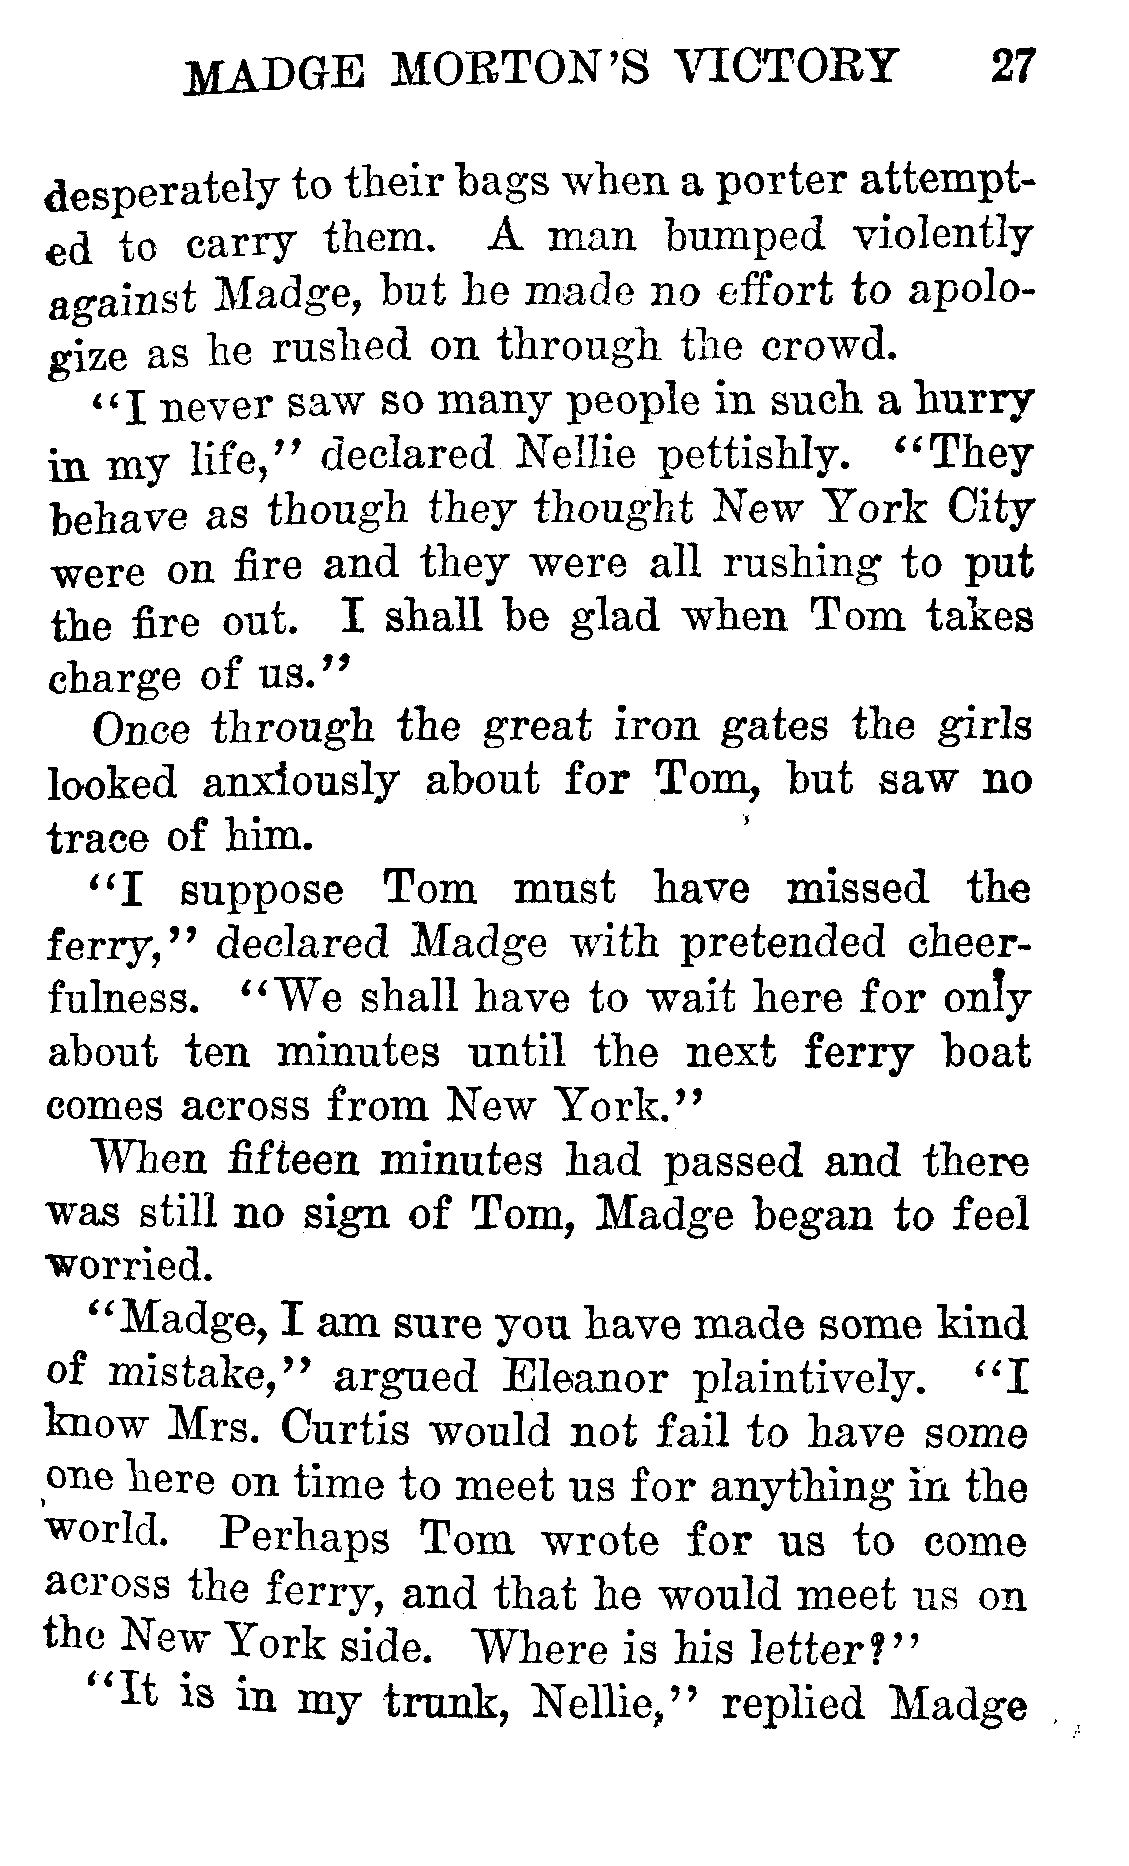 MADGE MORTON'S VICTORY 27
desperately to their bags when a porter attempt-
ed to carry them. A man bumped violently
against Madge, but he made no effort to apolo-
gize as he rushed on through the crowd.
"I never saw so many people in such a hurry
in my life," declared Nellie pettishly. "They
behave as though they thought New York City
were on fire and they were all rushing to put
the fire out. I shall be glad when Tom takes
charge of us."
Once through the great iron gates the girls
looked anxiously about for Tom, but saw no
trace of him.
"I suppose Tom must have missed the
ferry," declared Madge with pretended cheer-
fulness. "We shall have to wait here for only
about ten minutes until the next ferry boat
comes across from New York."
When fifteen minutes had passed and there
was still no sign of Tom, Madge began to feel
worried.
"Madge, I am sure you have made some kind
of mistake," argued Eleanor plaintively. "I
know Mrs. Curtis would not fail to have some
one here on time to meet us for anything in the
world. Perhaps Tom wrote for us to come
across the ferry, and that he would meet us on
the New York side. Where is his letter?"
"It is in my trunk, Nellie," replied Madge